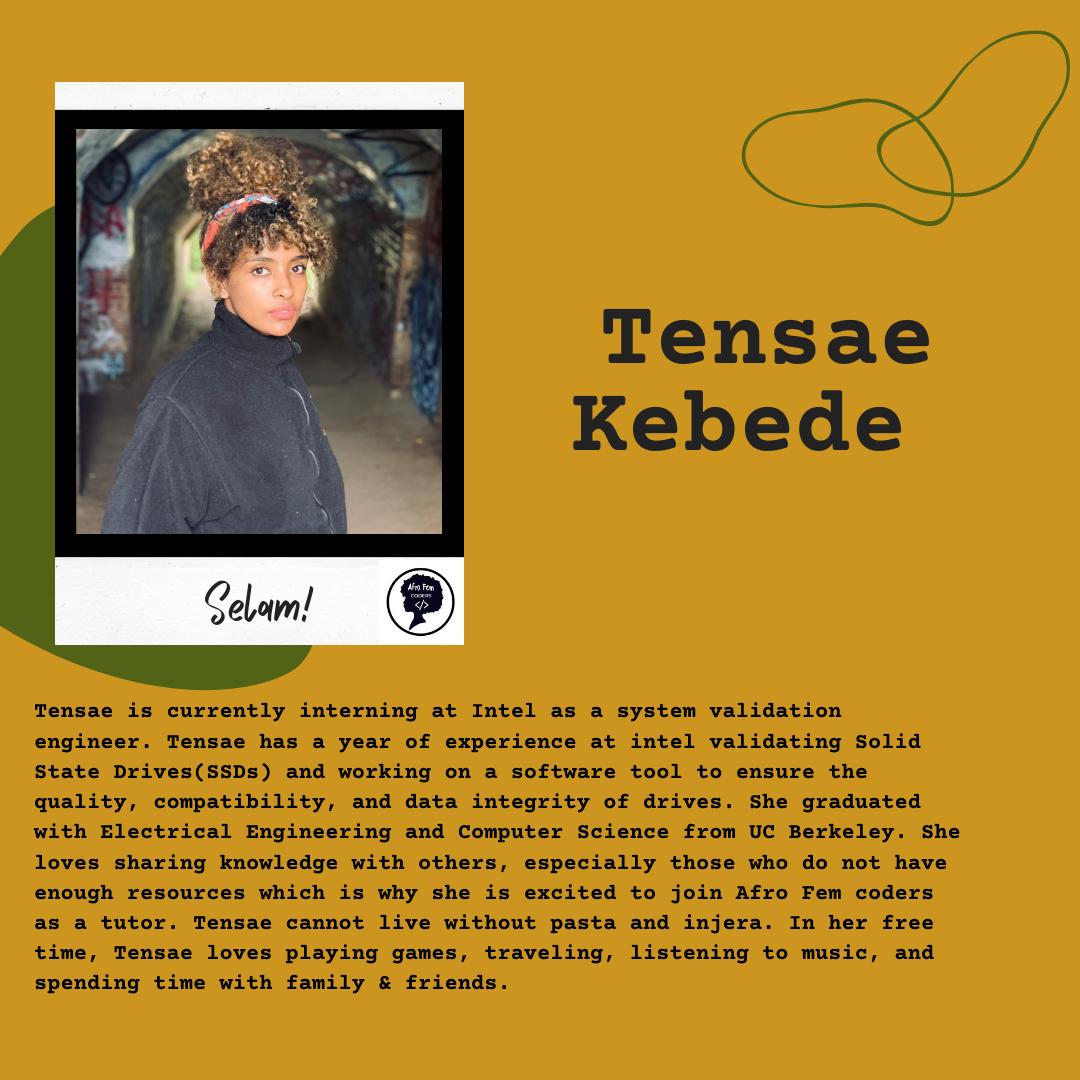 Tensae
Kebede
Selam!
Afro Fem
CODERS
</>
Tensae is currently interning at Intel as a system validation
engineer. Tensae has a year of experience at intel validating Solid
State Drives(SSDs) and working on a software tool to ensure the
quality, compatibility, and data integrity of drives. She graduated
with Electrical Engineering and Computer Science from UC Berkeley. She
loves sharing knowledge with others, especially those who do not have
enough resources which is why she is excited to join Afro Fem coders
as a tutor. Tensae cannot live without pasta and injera. In her free
time, Tensae loves playing games, traveling, listening to music, and
spending time with family & friends.